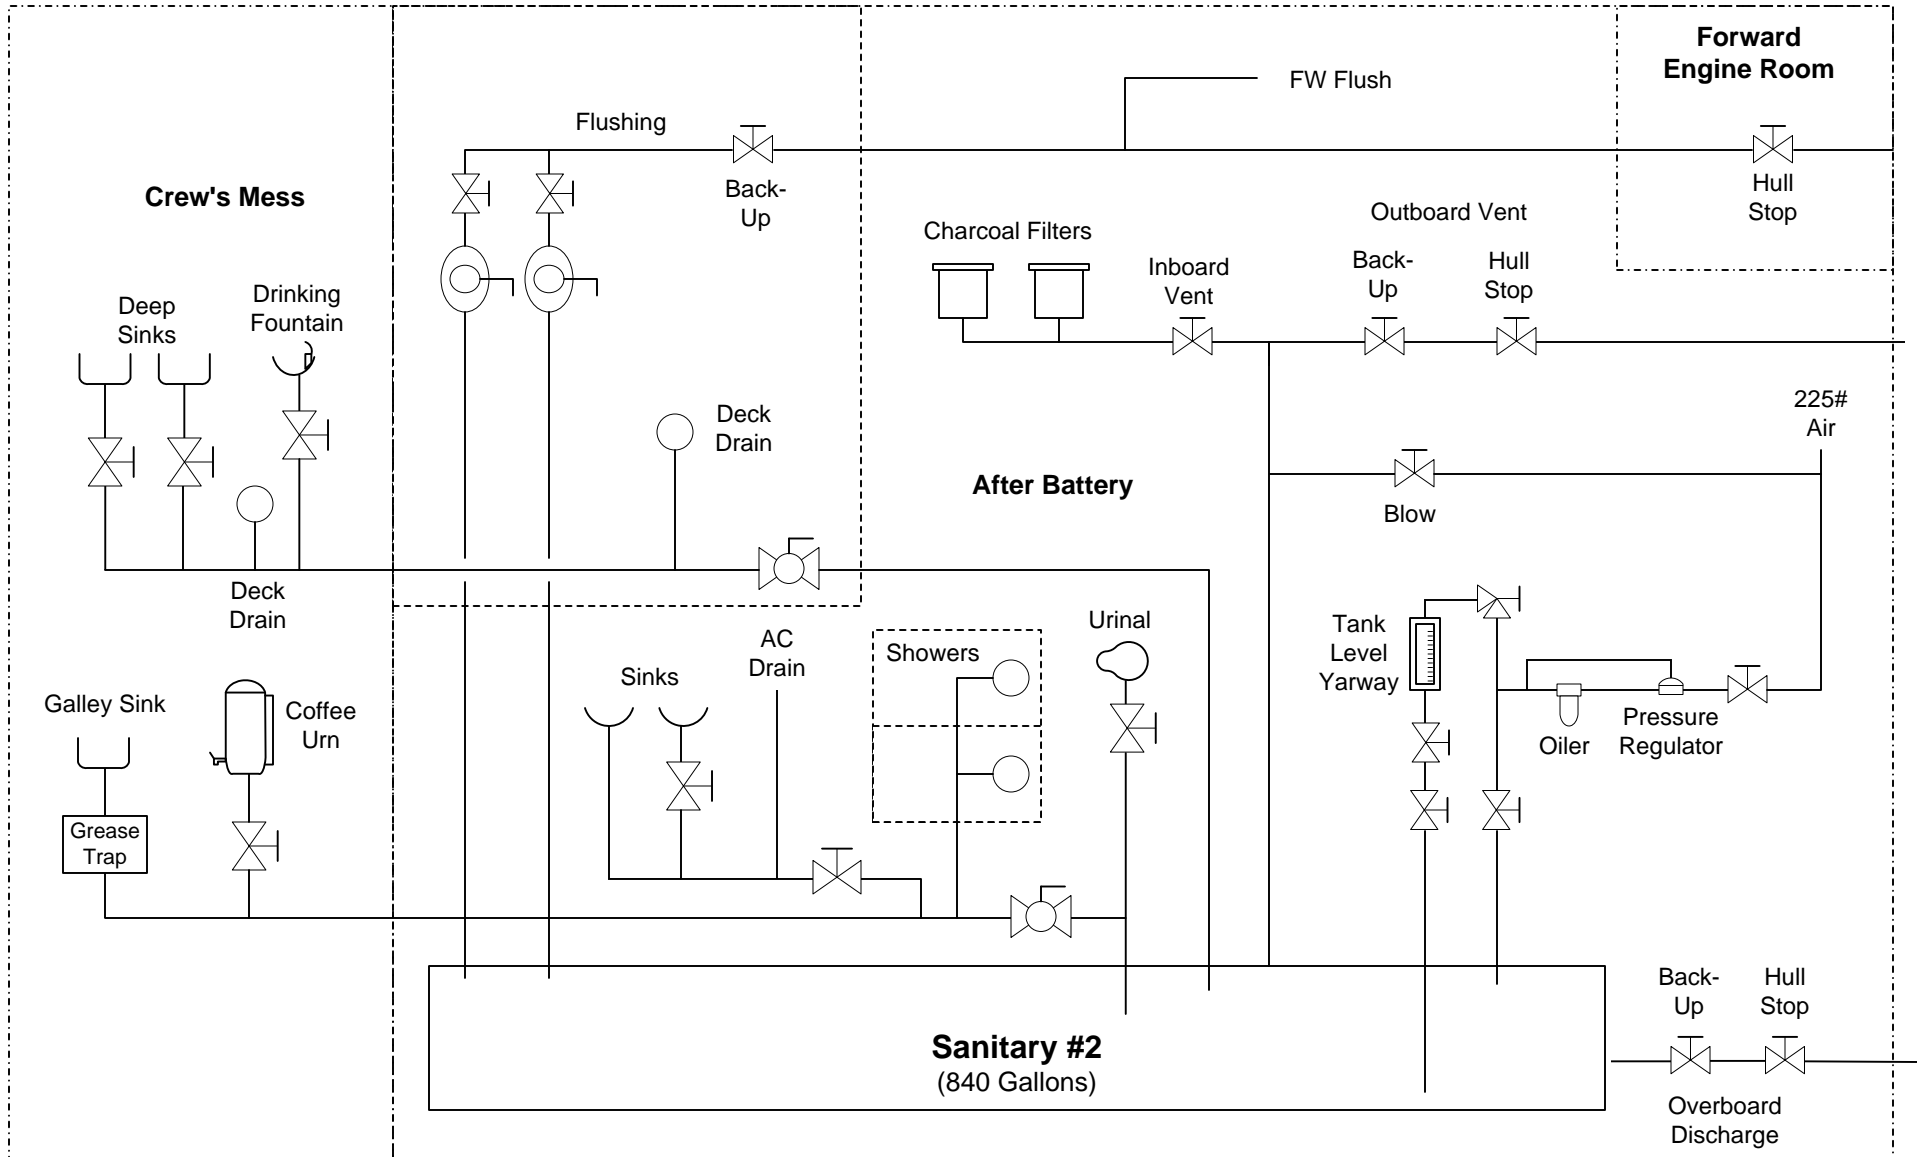 Forward
Engine Room
FW Flush
Flushing
Back-
Up
Hull
Stop
Crew's Mess
Outboard Vent
Charcoal Filters
Inboard
Vent
Back-
Up
Hull
Stop
Deep
Sinks
Drinking
Fountain
225#
Air
Deck
Drain
After Battery
Blow
Deck
Drain
Urinal
Tank
Level
Yarway
AC
Drain
Showers
Sinks
Galley Sink
Coffee
Urn
Pressure
Regulator
Oiler
Grease
Trap
Back-
Up
Hull
Stop
Sanitary #2
(840 Gallons)
Overboard
Discharge